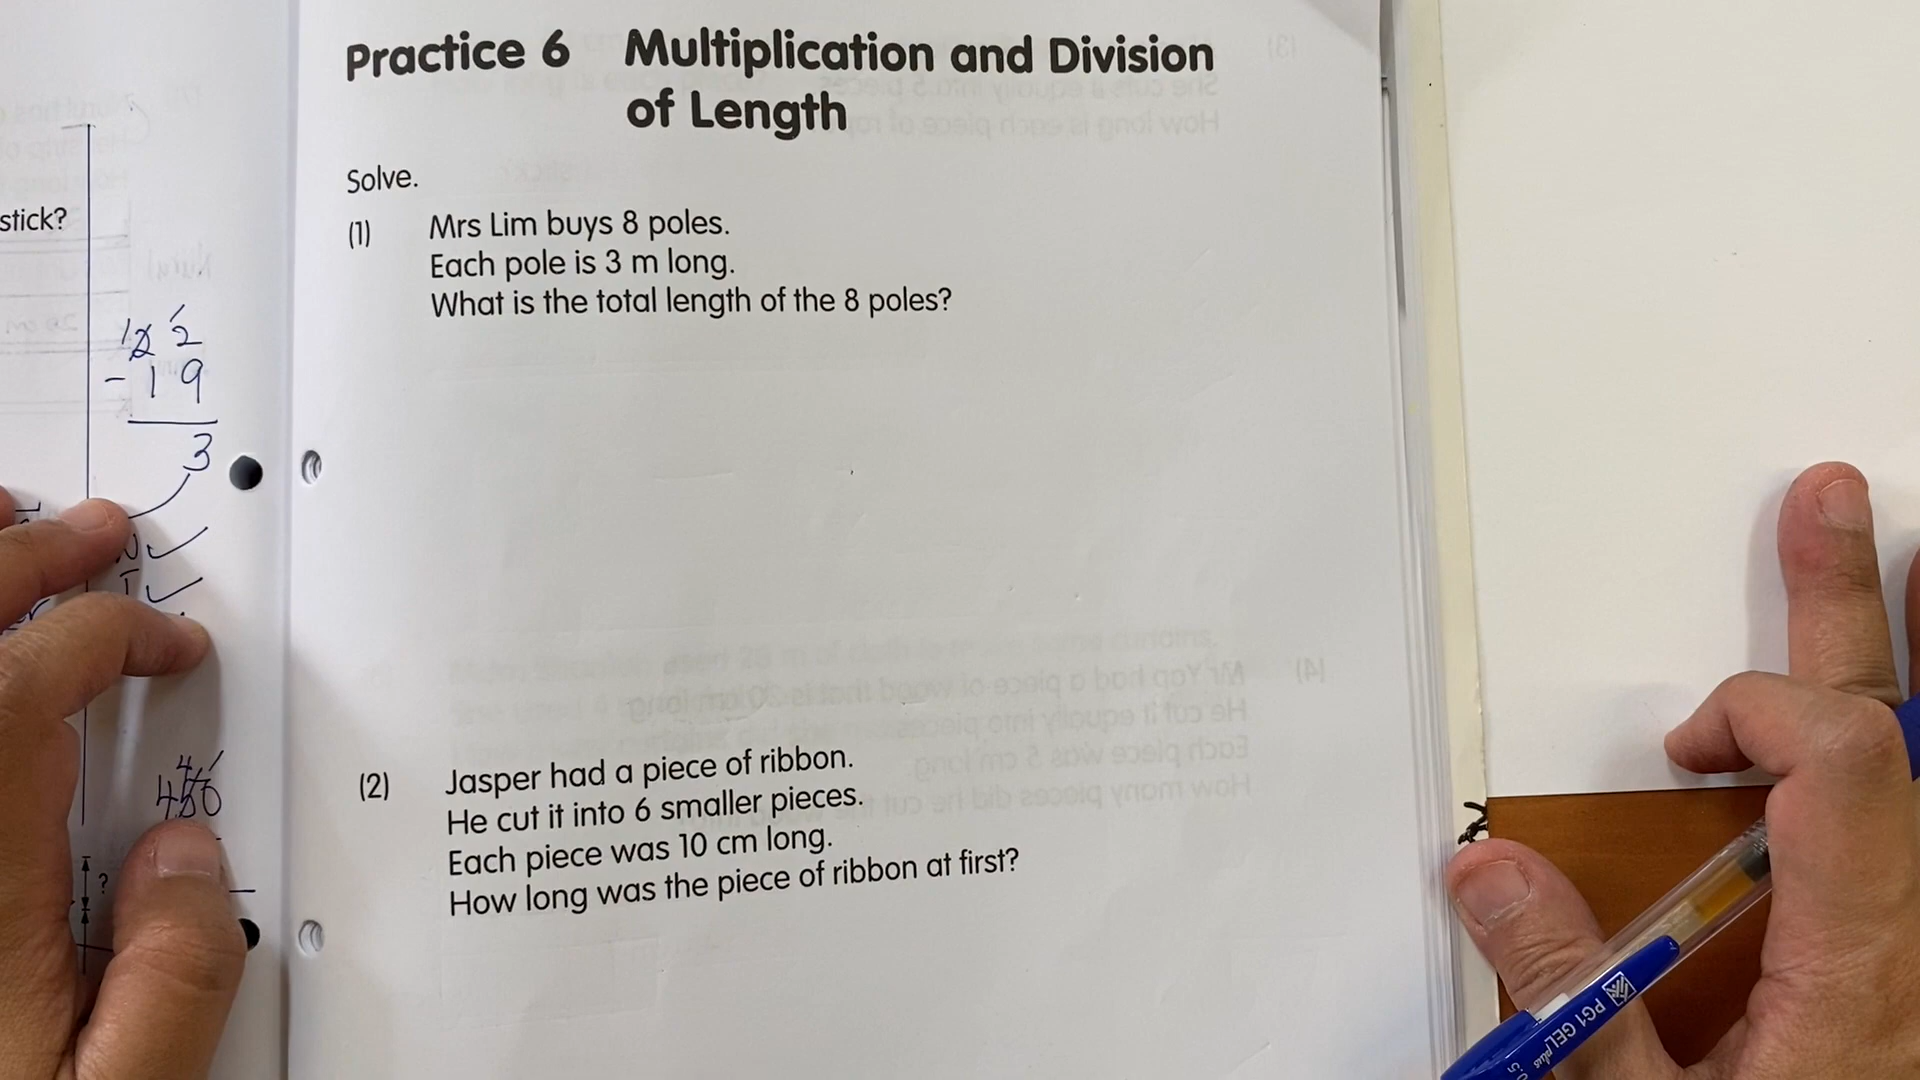 Practice 6 Multiplication and Division
of Length
Solve.
(1) Mrs Lim buys 8 poles.
Each pole is 3 m long.
What is the total length of the 8 poles?
(2) Jasper had a piece of ribbon.
He cut it into 6 smaller pieces.
Each piece was 10 cm long.
How long was the piece of ribbon at first?
stick?
2
- 19
3
?
PG1 GEL plus